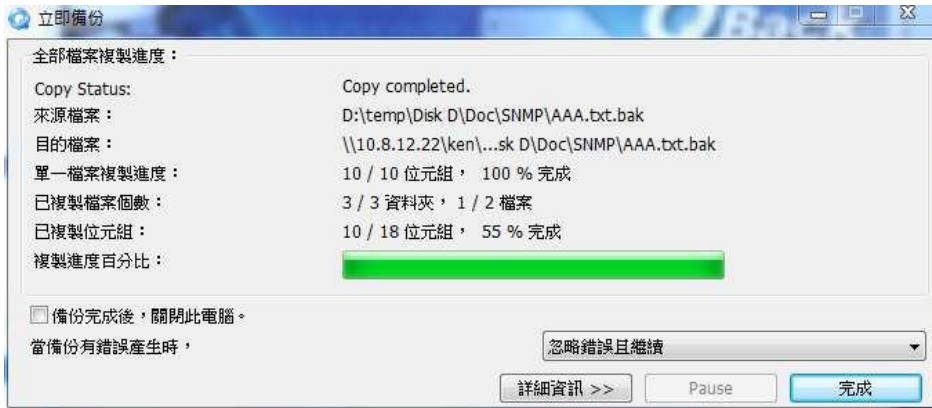 立即備份
全部檔案複製進度：
Copy Status: Copy completed.
來源檔案： D:\temp\Disk D\Doc\SNMP\AAA.txt.bak
目的檔案： \\10.8.12.22\ken\...sk D\Doc\SNMP\AAA.txt.bak
單一檔案複製進度： 10 / 10 位元組， 100 % 完成
已複製檔案個數： 3 / 3 資料夾，1 / 2 檔案
已複製位元組： 10 / 18 位元組， 55 % 完成
複製進度百分比：
備份完成後，關閉此電腦。
當備份有錯誤產生時， 忽略錯誤且繼續
詳細資訊 >> Pause 完成